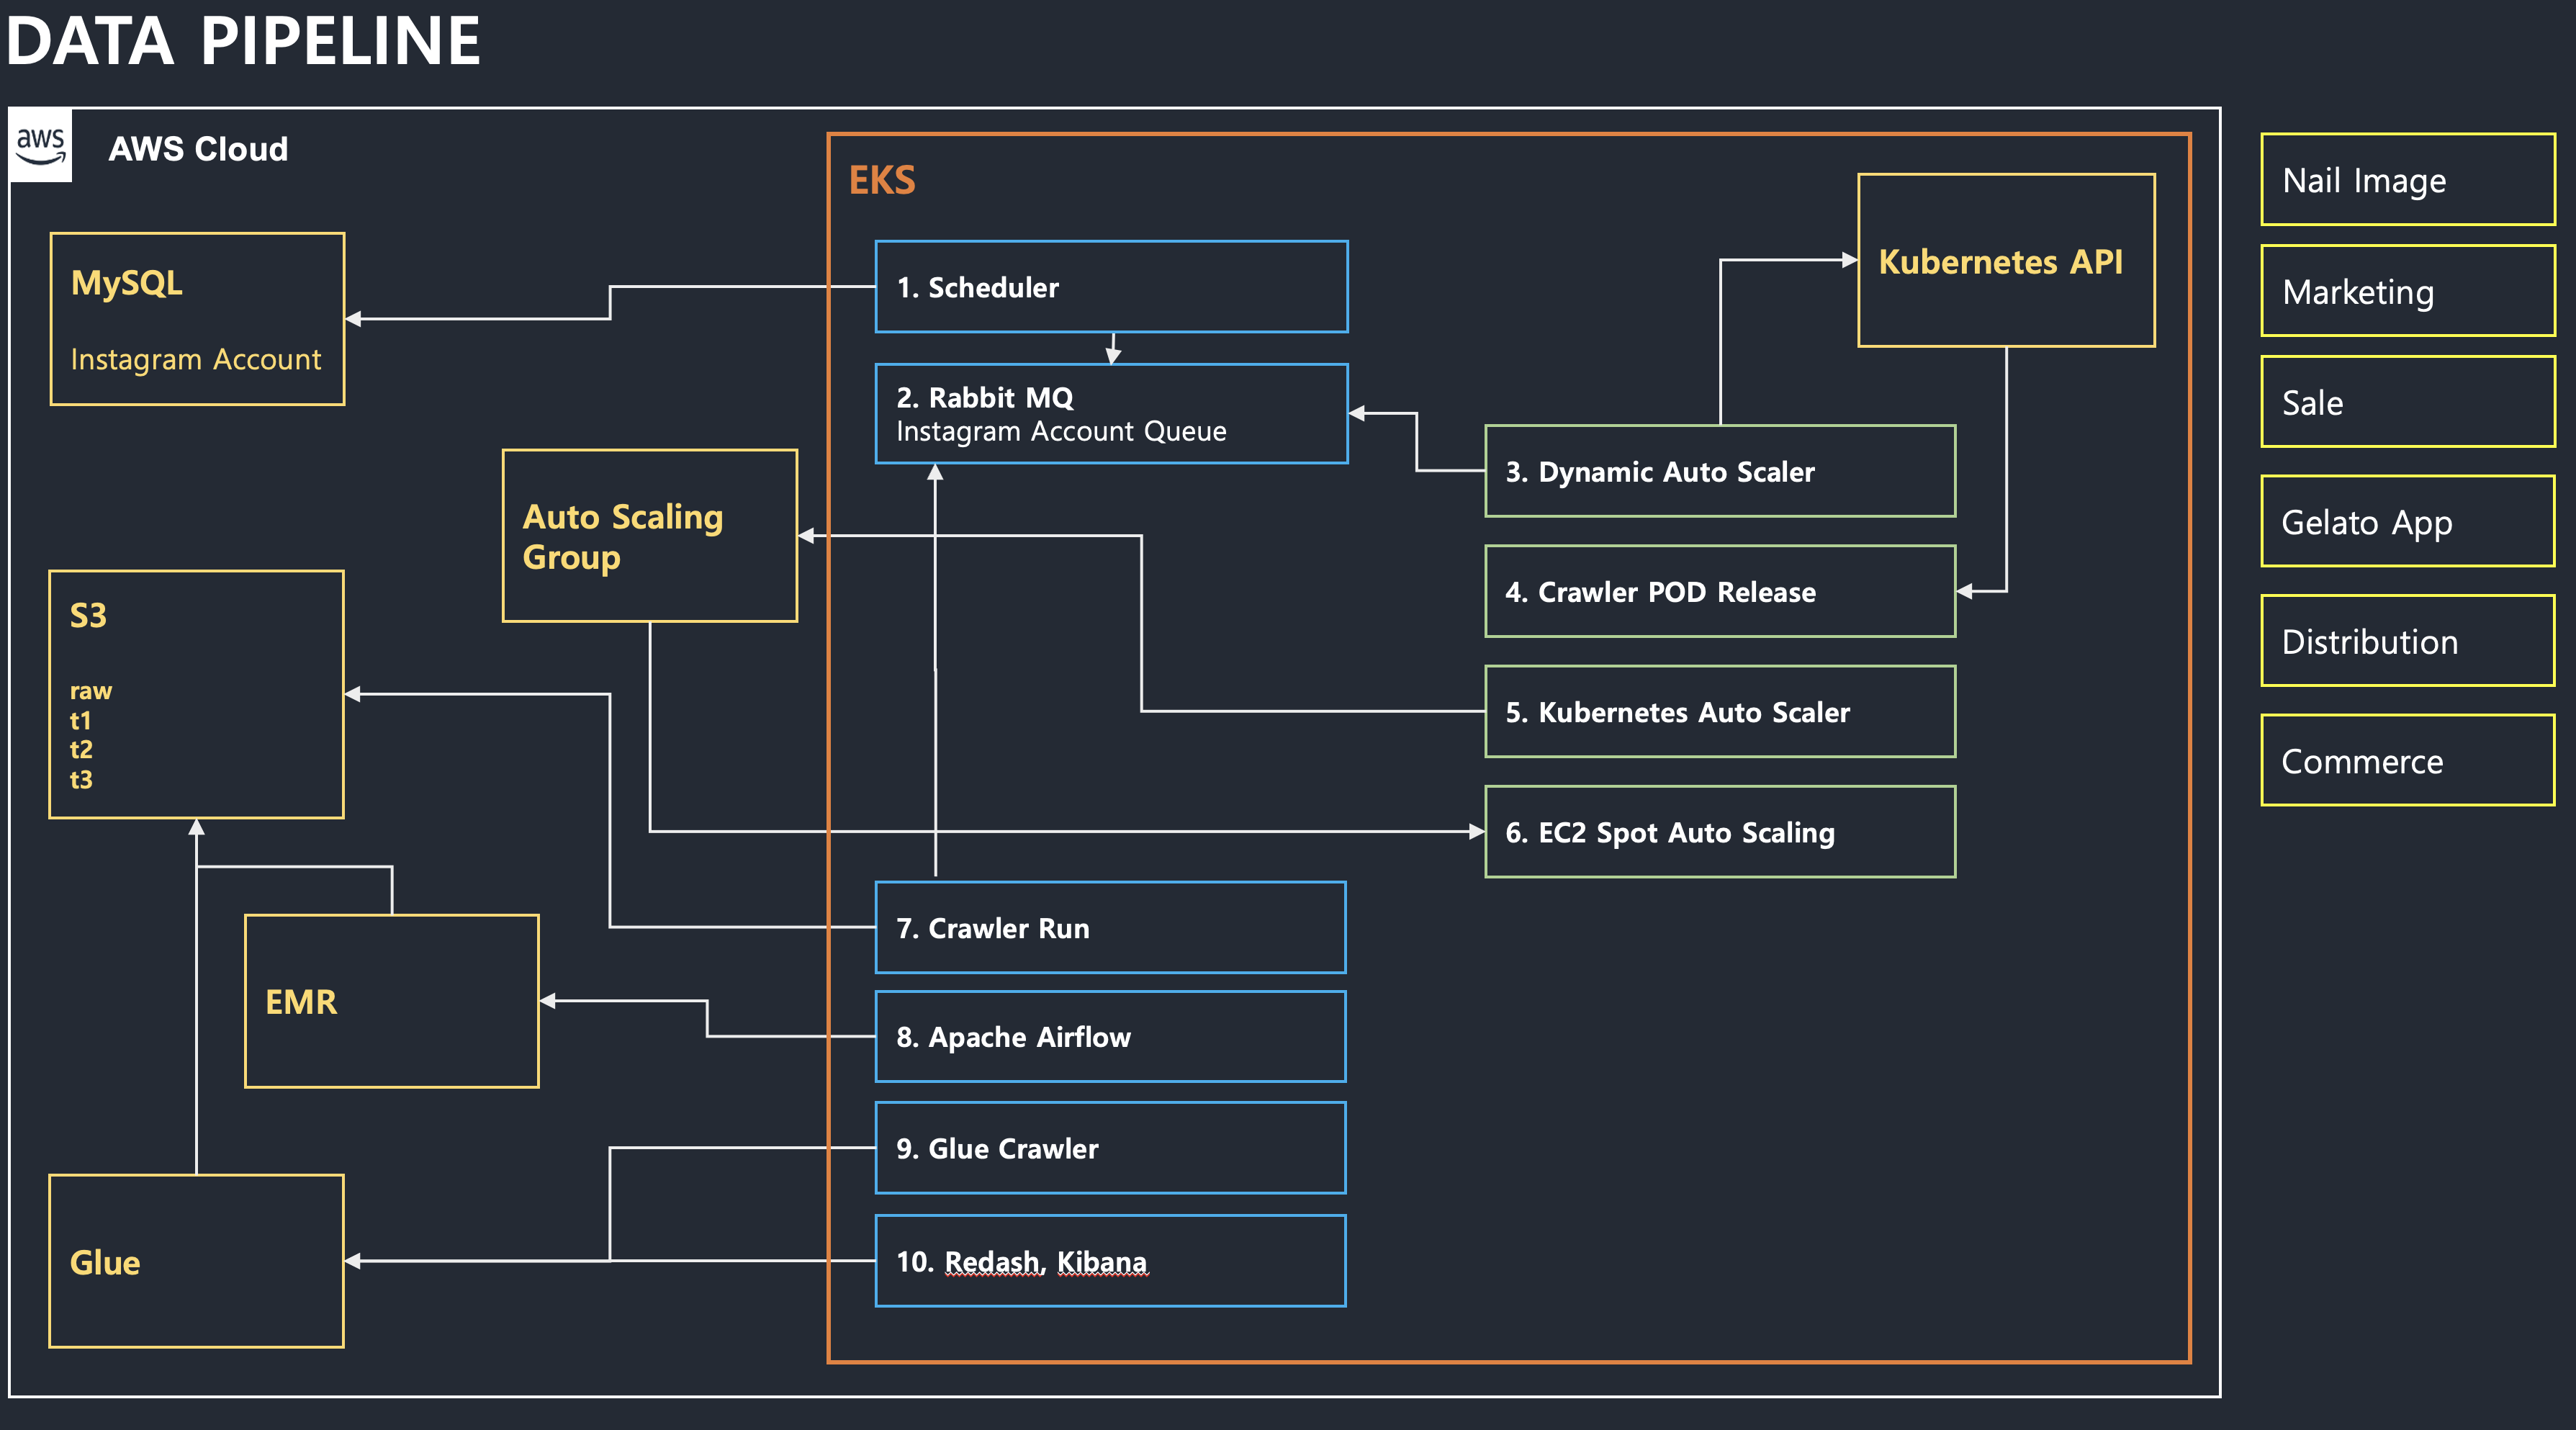 DATA PIPELINE
aws
AWS Cloud
EKS
MySQL
Instagram Account
1. Scheduler
Kubernetes API
2. Rabbit MQ
Instagram Account Queue
Auto Scaling
Group
3. Dynamic Auto Scaler
4. Crawler POD Release
S3
raw
t1
t2
t3
5. Kubernetes Auto Scaler
6. EC2 Spot Auto Scaling
7. Crawler Run
EMR
8. Apache Airflow
9. Glue Crawler
Glue
10. Redash, Kibana
Nail Image
Marketing
Sale
Gelato App
Distribution
Commerce